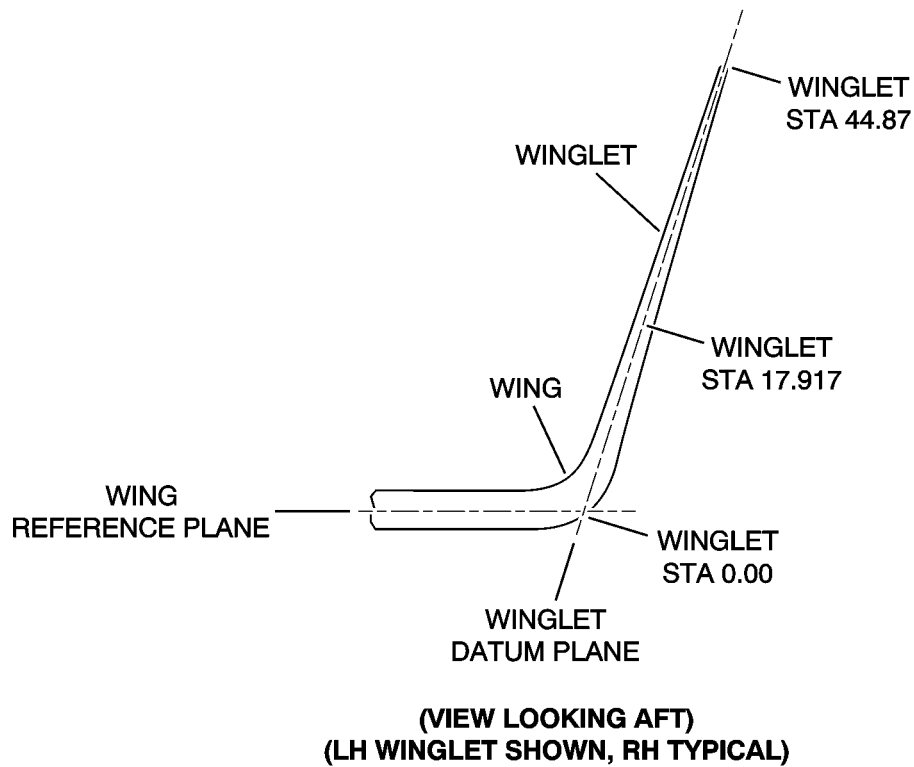 WINGLET
STA 44.87
WINGLET
WINGLET
STA 17.917
WING
WING
REFERENCE PLANE
WINGLET
STA 0.00
WINGLET
DATUM PLANE
(VIEW LOOKING AFT)
(LH WINGLET SHOWN, RH TYPICAL)